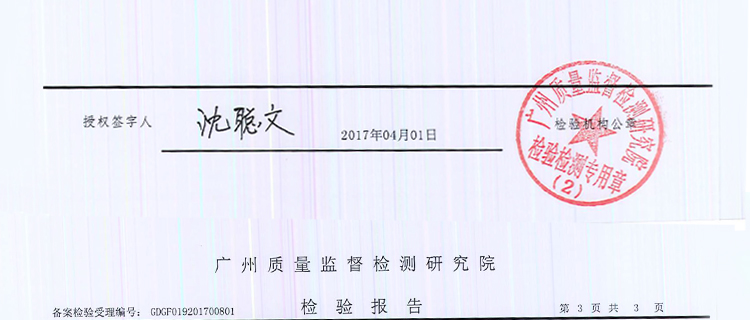 授权签字人 沈聪文 2017年04月01日 检验机构公章
广州质量监督检测研究院
检验检测专用章
(2)
广州质量监督检测研究院
备案检验受理编号: GDGF019201700801 检验报告 第 3 页 共 3 页